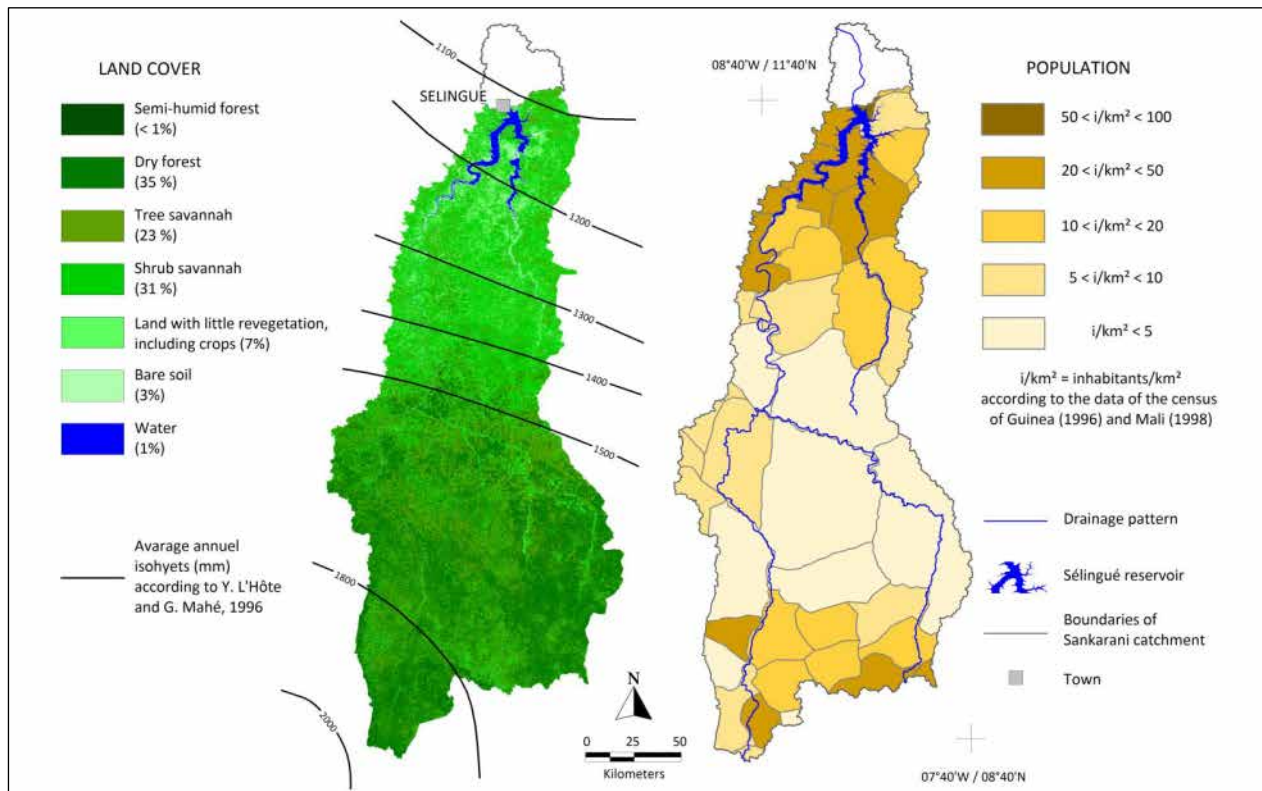 LAND COVER
Semi-humid forest
(< 1%)
Dry forest
(35 %)
Tree savannah
(23 %)
Shrub savannah
(31 %)
Land with little revegetation,
including crops (7%)
Bare soil
(3%)
Water
(1%)
Avarage annuel
isohyets (mm)
according to Y. L'Hôte
and G. Mahé, 1996
SELINGUE
1100
1200
1300
1400
1500
1800
2000
N
0 25 50
Kilometers
08°40'W / 11°40'N
07°40'W / 08°40'N
POPULATION
50 < i/km² < 100
20 < i/km² < 50
10 < i/km² < 20
5 < i/km² < 10
i/km² < 5
i/km² = inhabitants/km²
according to the data of the census
of Guinea (1996) and Mali (1998)
Drainage pattern
Sélingué reservoir
Boundaries of
Sankarani catchment
Town